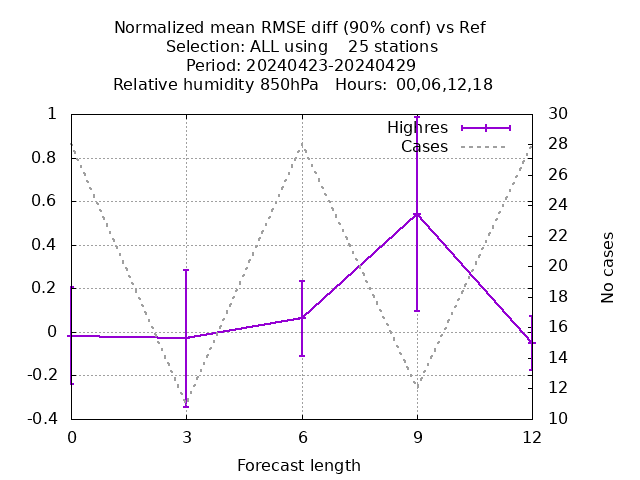 Normalized mean RMSE diff (90% conf) vs Ref
Selection: ALL using    25 stations
Period: 20240423-20240429
Relative humidity 850hPa   Hours: 00,06,12,18
Highres
Cases
1
0.8
0.6
0.4
0.2
0
-0.2
-0.4
30
28
26
24
22
20
18
16
14
12
10
No cases
0 3 6 9 12
Forecast length